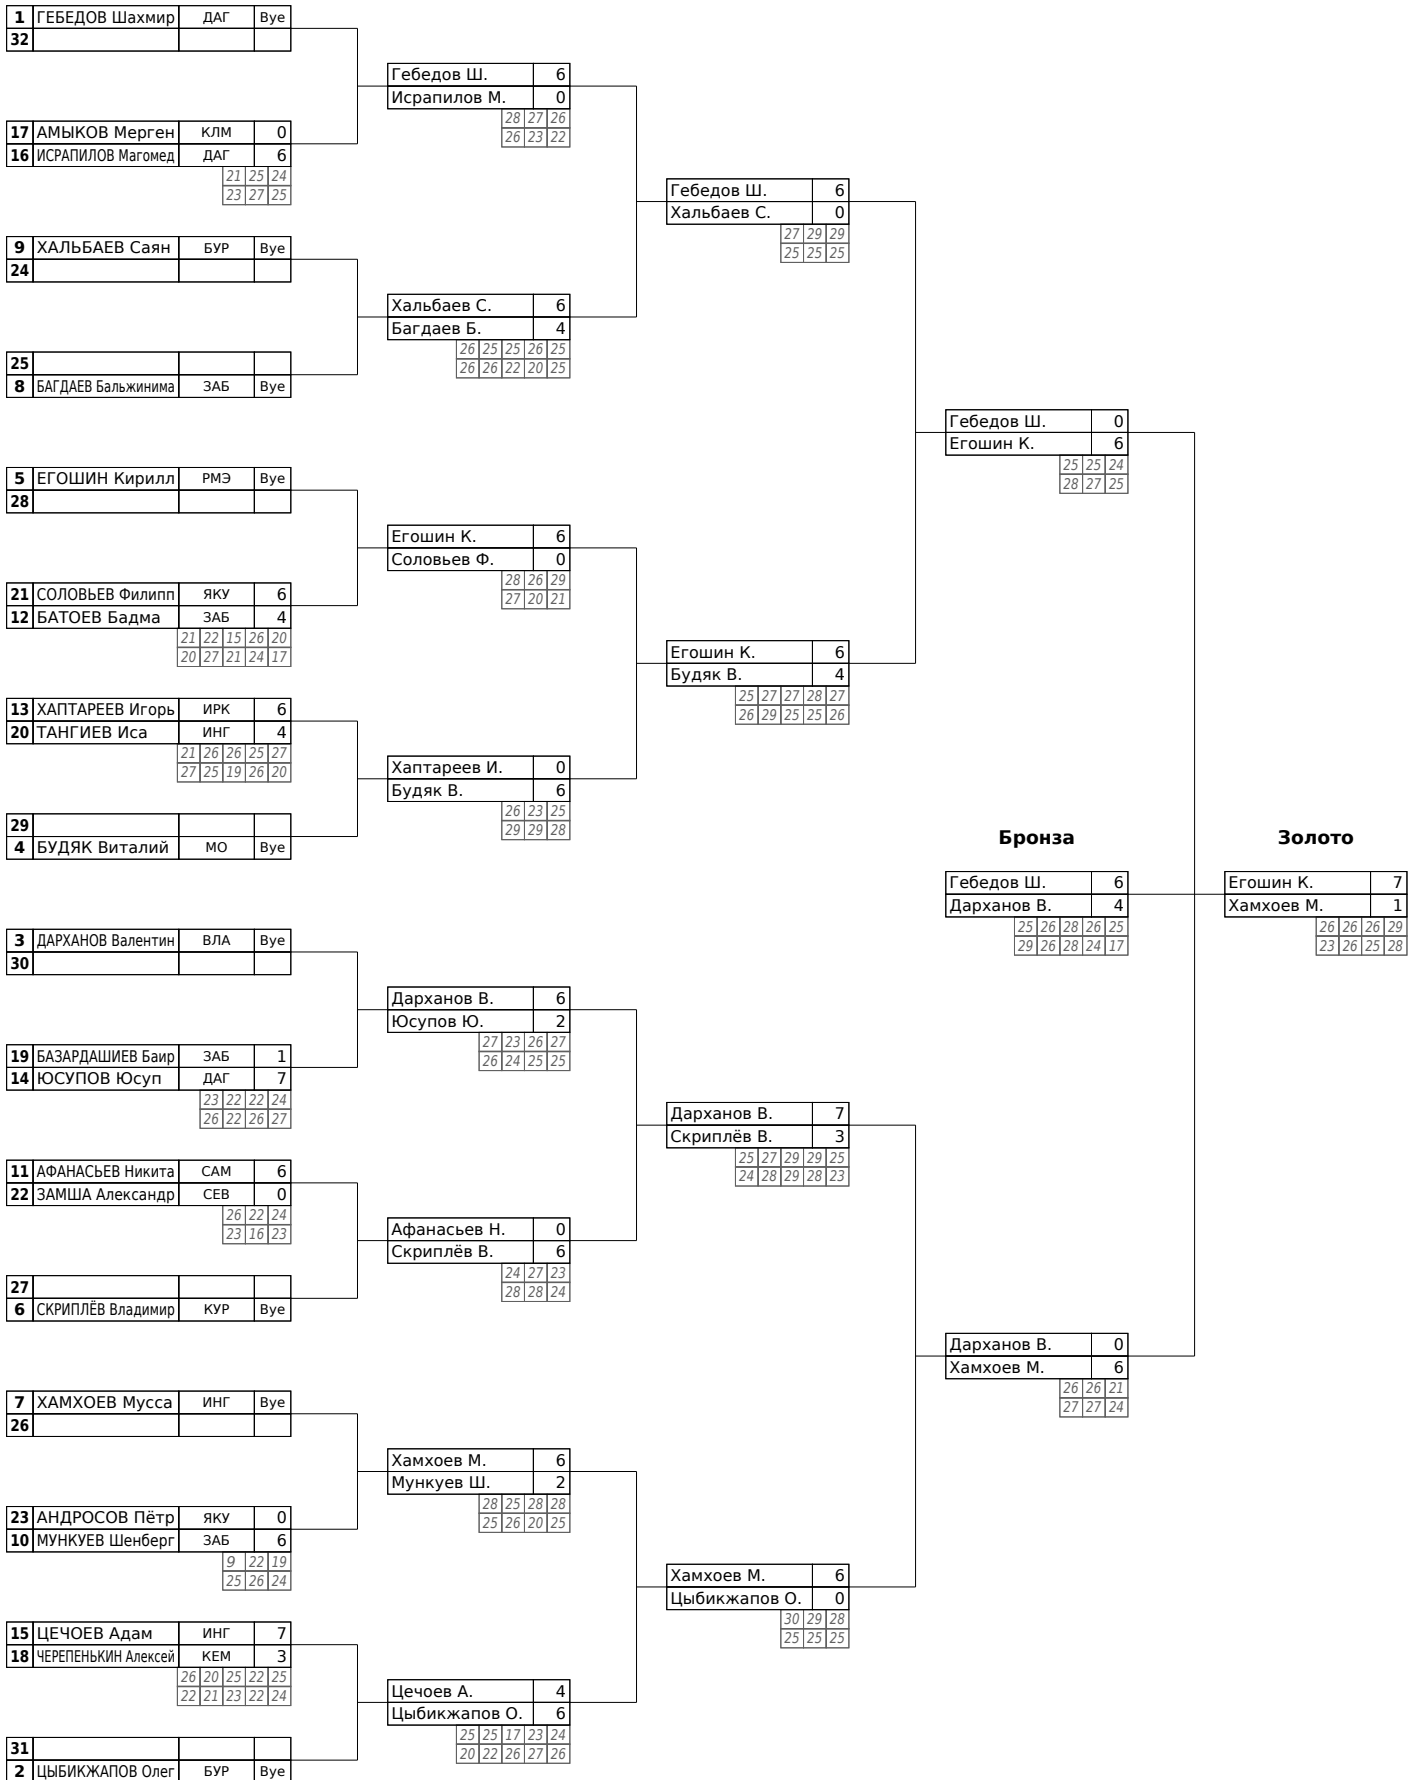 1 ГЕБЕДОВ Шахмир ДАГ Bye
32
Гебедов Ш. 6
Исрапилов М. 0
28 27 26
26 23 22
17 АМЫКОВ Мерген КЛМ 0
16 ИСРАПИЛОВ Магомед ДАГ 6
21 25 24
23 27 25
Гебедов Ш. 6
Хальбаев С. 0
27 29 29
25 25 25
9 ХАЛЬБАЕВ Саян БУР Bye
24
Хальбаев С. 6
Багдаев Б. 4
26 25 25 26 25
26 26 22 20 25
25
8 БАГДАЕВ Бальжинима ЗАБ Bye
Гебедов Ш. 0
Егошин К. 6
25 25 24
28 27 25
5 ЕГОШИН Кирилл РМЭ Bye
28
Егошин К. 6
Соловьев Ф. 0
28 26 29
27 20 21
21 СОЛОВЬЕВ Филипп ЯКУ 6
12 БАТОЕВ Бадма ЗАБ 4
21 22 15 26 20
20 27 21 24 17
Егошин К. 6
Будяк В. 4
25 27 27 28 27
26 29 25 25 26
13 ХАПТАРЕЕВ Игорь ИРК 6
20 ТАНГИЕВ Иса ИНГ 4
21 26 26 25 27
27 25 19 26 20
Хаптареев И. 0
Будяк В. 6
26 23 25
29 29 28
29
4 БУДЯК Виталий МО Bye
Бронза Золото
Гебедов Ш. 6
Дарханов В. 4
25 26 28 26 25
29 26 28 24 17
Егошин К. 7
Хамхоев М. 1
26 26 26 29
23 26 25 28
3 ДАРХАНОВ Валентин ВЛА Bye
30
Дарханов В. 6
Юсупов Ю. 2
27 23 26 27
26 24 25 25
19 БАЗАРДАШИЕВ Баир ЗАБ 1
14 ЮСУПОВ Юсуп ДАГ 7
23 22 22 24
26 22 26 27
Дарханов В. 7
Скриплёв В. 3
25 27 29 29 25
24 28 29 28 23
11 АФАНАСЬЕВ Никита САМ 6
22 ЗАМША Александр СЕВ 0
26 22 24
23 16 23
Афанасьев Н. 0
Скриплёв В. 6
24 27 23
28 28 24
27
6 СКРИПЛЁВ Владимир КУР Bye
Дарханов В. 0
Хамхоев М. 6
26 26 21
27 27 24
7 ХАМХОЕВ Мусса ИНГ Bye
26
Хамхоев М. 6
Мункуев Ш. 2
28 25 28 28
25 26 20 25
23 АНДРОСОВ Пётр ЯКУ 0
10 МУНКУЕВ Шенберг ЗАБ 6
9 22 19
25 26 24
Хамхоев М. 6
Цыбикжапов О. 0
30 29 28
25 25 25
15 ЦЕЧОЕВ Адам ИНГ 7
18 ЧЕРЕПЕНЬКИН Алексей КЕМ 3
26 20 25 22 25
22 21 23 22 24
Цечоев А. 4
Цыбикжапов О. 6
25 25 17 23 24
20 22 26 27 26
31
2 ЦЫБИКЖАПОВ Олег БУР Bye